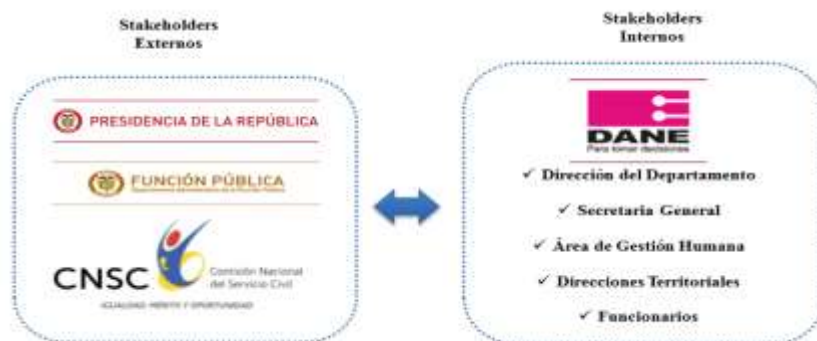 Stakeholders
Externos
PRESIDENCIA DE LA REPÚBLICA
FUNCIÓN PÚBLICA
CNSC
Comisión Nacional
del Servicio Civil
IGUALDAD, MÉRITO Y OPORTUNIDAD
Stakeholders
Internos
DANE
Para tomar decisiones
✓ Dirección del Departamento
✓ Secretaria General
✓ Área de Gestión Humana
✓ Direcciones Territoriales
✓ Funcionarios